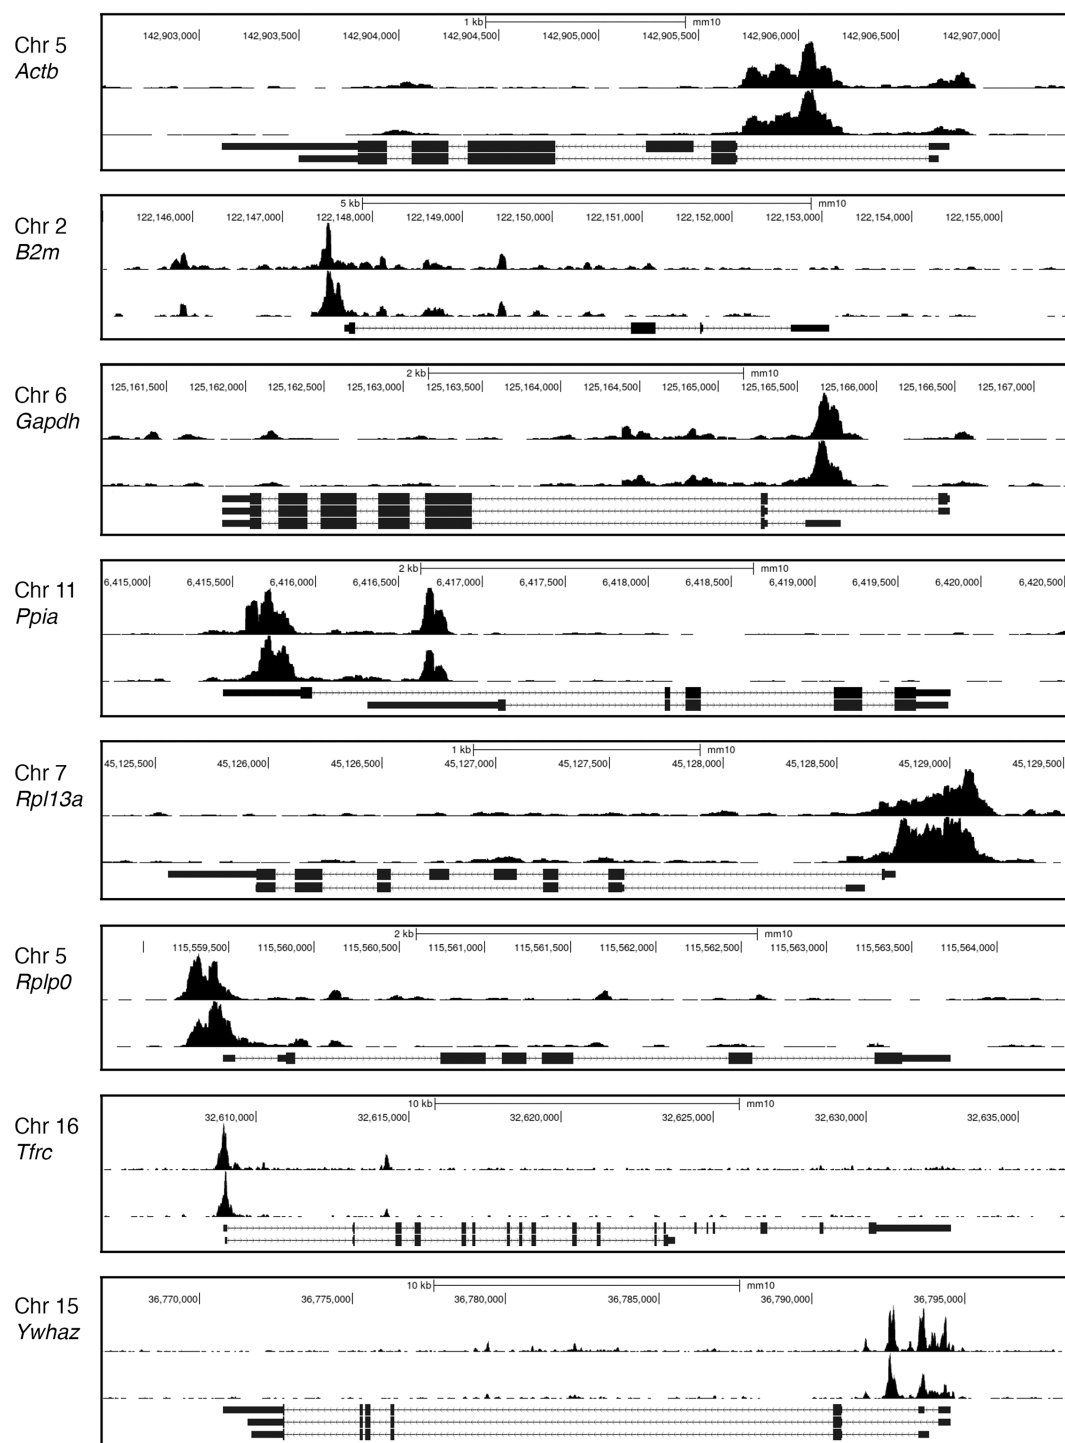 1 kb mm10
142,903,000 142,903,500 142,904,000 142,904,500 142,905,000 142,905,500 142,906,000 142,906,500 142,907,000
Chr 5
Actb
5 kb mm10
122,146,000 122,147,000 122,148,000 122,149,000 122,150,000 122,151,000 122,152,000 122,153,000 122,154,000 122,155,000
Chr 2
B2m
2 kb mm10
125,161,500 125,162,000 125,162,500 125,163,000 125,163,500 125,164,000 125,164,500 125,165,000 125,165,500 125,166,000 125,166,500 125,167,000
Chr 6
Gapdh
2 kb mm10
6,415,000 6,415,500 6,416,000 6,416,500 6,417,000 6,417,500 6,418,000 6,418,500 6,419,000 6,419,500 6,420,000 6,420,500
Chr 11
Ppia
1 kb mm10
45,125,500 45,126,000 45,126,500 45,127,000 45,127,500 45,128,000 45,128,500 45,129,000 45,129,500
Chr 7
Rpl13a
2 kb mm10
115,559,500 115,560,000 115,560,500 115,561,000 115,561,500 115,562,000 115,562,500 115,563,000 115,563,500 115,564,000
Chr 5
Rplp0
10 kb mm10
32,610,000 32,615,000 32,620,000 32,625,000 32,630,000 32,635,000
Chr 16
Tfrc
10 kb mm10
36,770,000 36,775,000 36,780,000 36,785,000 36,790,000 36,795,000
Chr 15
Ywhaz